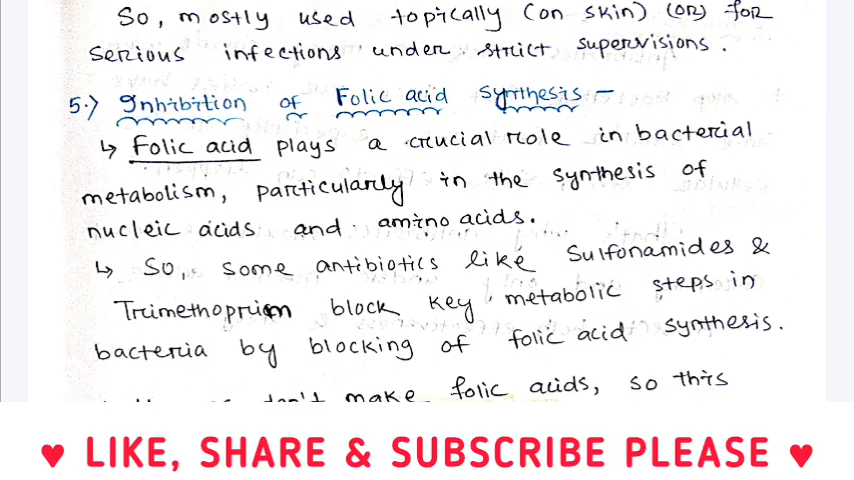 So, mostly used topically (on skin) (OR) for
serious infections under strict supervisions.
5.) Inhibition of Folic acid Synthesis –
↳ Folic acid plays a crucial role in bacterial
metabolism, particularly in the synthesis of
nucleic acids and amino acids.
↳ So, some antibiotics like Sulfonamides &
Trimethoprim block key metabolic steps in
bacteria by blocking of folic acid synthesis.
don't make folic acids, so this
♥ LIKE, SHARE & SUBSCRIBE PLEASE ♥